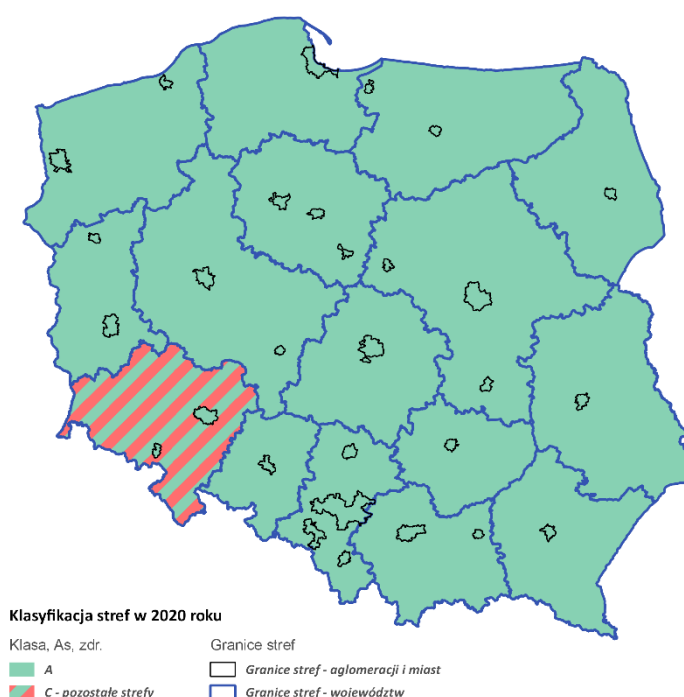 Klasyfikacja stref w 2020 roku
Klasa, As, zdr.
A
C - pozostałe strefy
Granice stref
Granice stref - aglomeracji i miast
Granice stref - województw